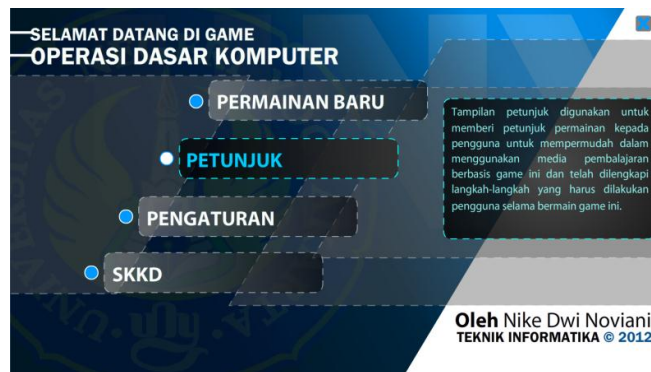 SELAMAT DATANG DI GAME
OPERASI DASAR KOMPUTER
PERMAINAN BARU
PETUNJUK
PENGATURAN
SKKD
Tampilan petunjuk digunakan untuk
memberi petunjuk permainan kepada
pengguna untuk mempermudah dalam
menggunakan media pembalajaran
berbasis game ini dan telah dilengkapi
langkah-langkah yang harus dilakukan
pengguna selama bermain game ini.
Oleh Nike Dwi Noviani
TEKNIK INFORMATIKA © 2012